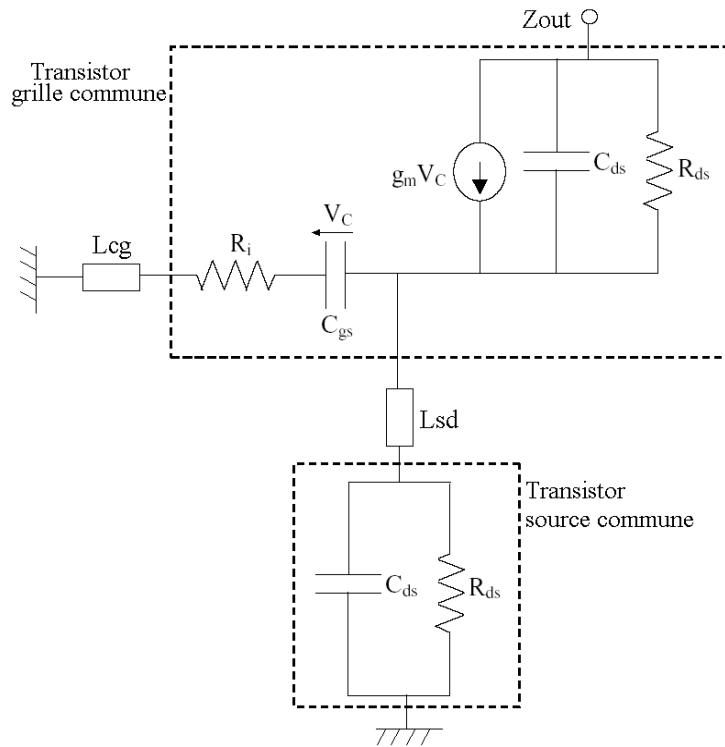 Zout
Transistor
grille commune
gmVC
Cds
Rds
VC
Lcg
Ri
Cgs
Lsd
Transistor
source commune
Cds
Rds